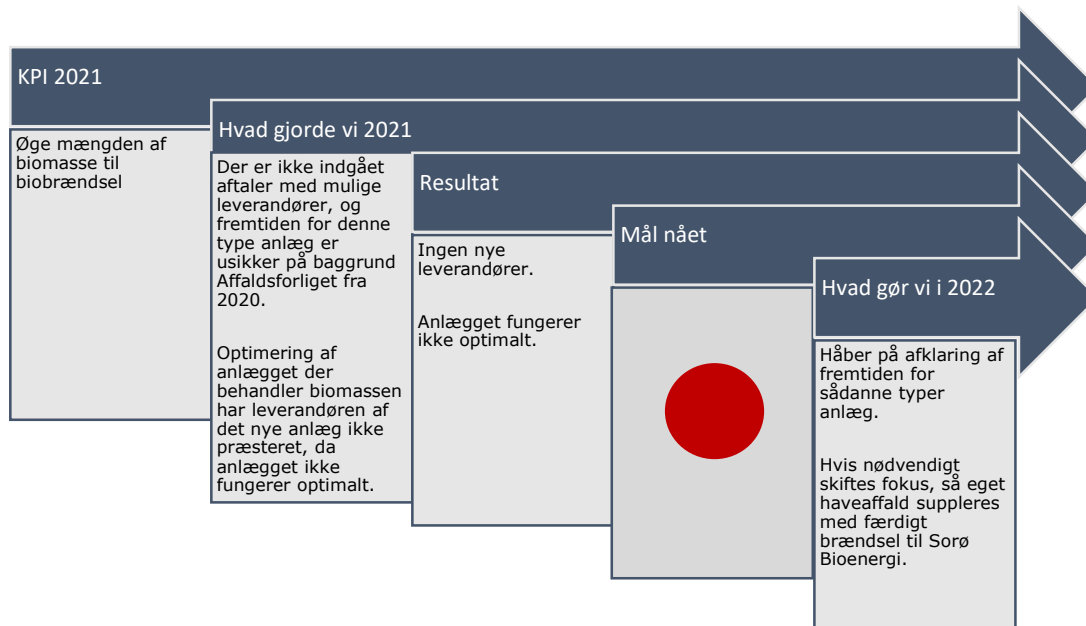 KPI 2021
Øge mængden af
biomasse til
biobrændsel
Hvad gjorde vi 2021
Der er ikke indgået
aftaler med mulige
leverandører, og
fremtiden for denne
type anlæg er
usikker på baggrund
Affaldsforliget fra
2020.
Optimering af
anlægget der
behandler biomassen
har leverandøren af
det nye anlæg ikke
præsteret, da
anlægget ikke
fungerer optimalt.
Resultat
Ingen nye
leverandører.
Anlægget fungerer
ikke optimalt.
Mål nået
Hvad gør vi i 2022
Håber på afklaring af
fremtiden for
sådanne typer
anlæg.
Hvis nødvendigt
skiftes fokus, så eget
haveaffald suppleres
med færdigt
brændsel til Sorø
Bioenergi.